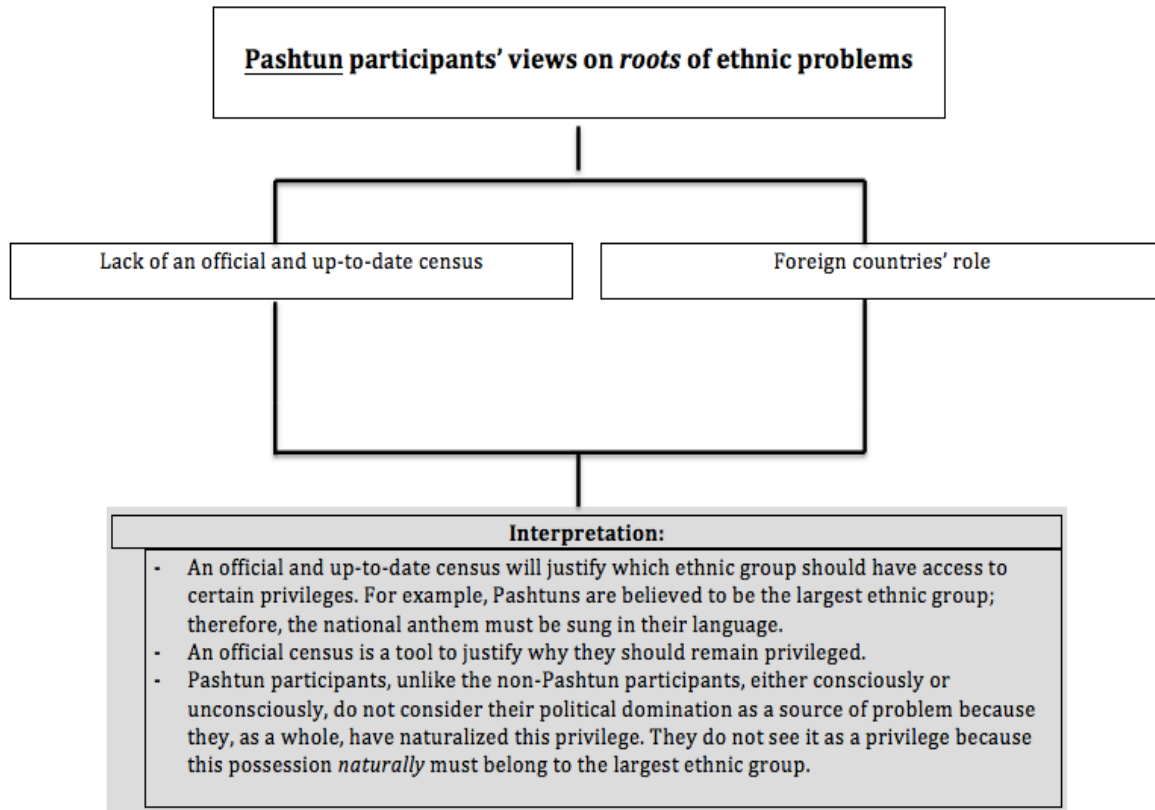 Pashtun participants' views on roots of ethnic problems
Lack of an official and up-to-date census
Foreign countries' role
Interpretation:
- An official and up-to-date census will justify which ethnic group should have access to
certain privileges. For example, Pashtuns are believed to be the largest ethnic group;
therefore, the national anthem must be sung in their language.
- An official census is a tool to justify why they should remain privileged.
- Pashtun participants, unlike the non-Pashtun participants, either consciously or
unconsciously, do not consider their political domination as a source of problem because
they, as a whole, have naturalized this privilege. They do not see it as a privilege because
this possession naturally must belong to the largest ethnic group.